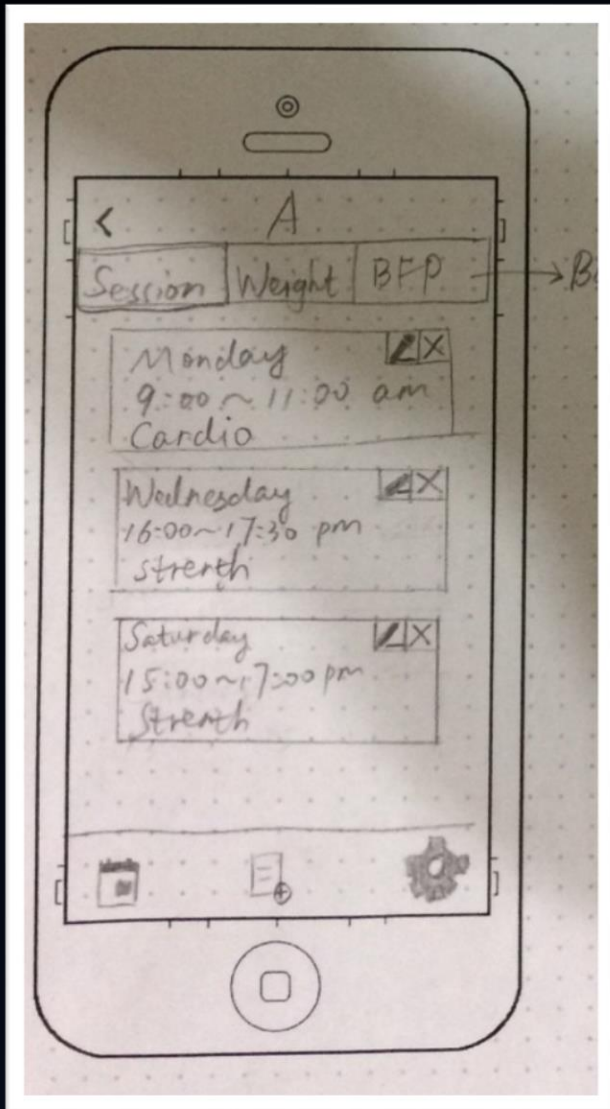 < A
Session Weight BFP → B
Monday X
9:00 ~ 11:00 am
Cardio
Wednesday X
16:00~17:30 pm
strenth
Saturday X
15:00~17:00 pm
Strenth